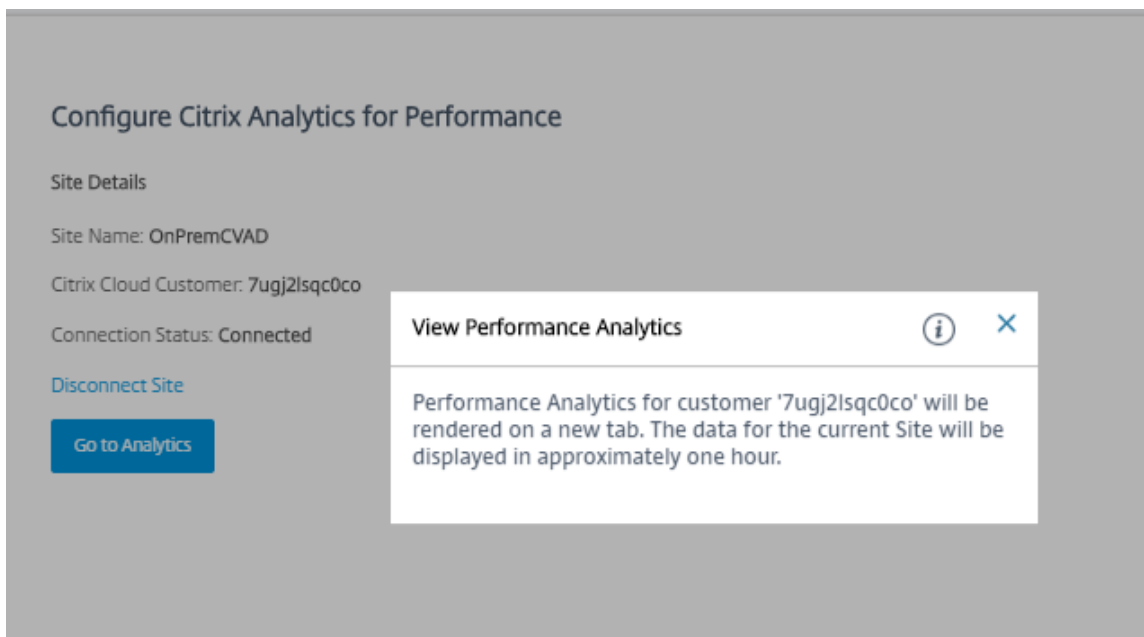 Configure Citrix Analytics for Performance
Site Details
Site Name: OnPremCVAD
Citrix Cloud Customer: 7ugj2lsqc0co
Connection Status: Connected
Disconnect Site
Go to Analytics
View Performance Analytics
Performance Analytics for customer '7ugj2lsqc0co' will be
rendered on a new tab. The data for the current Site will be
displayed in approximately one hour.